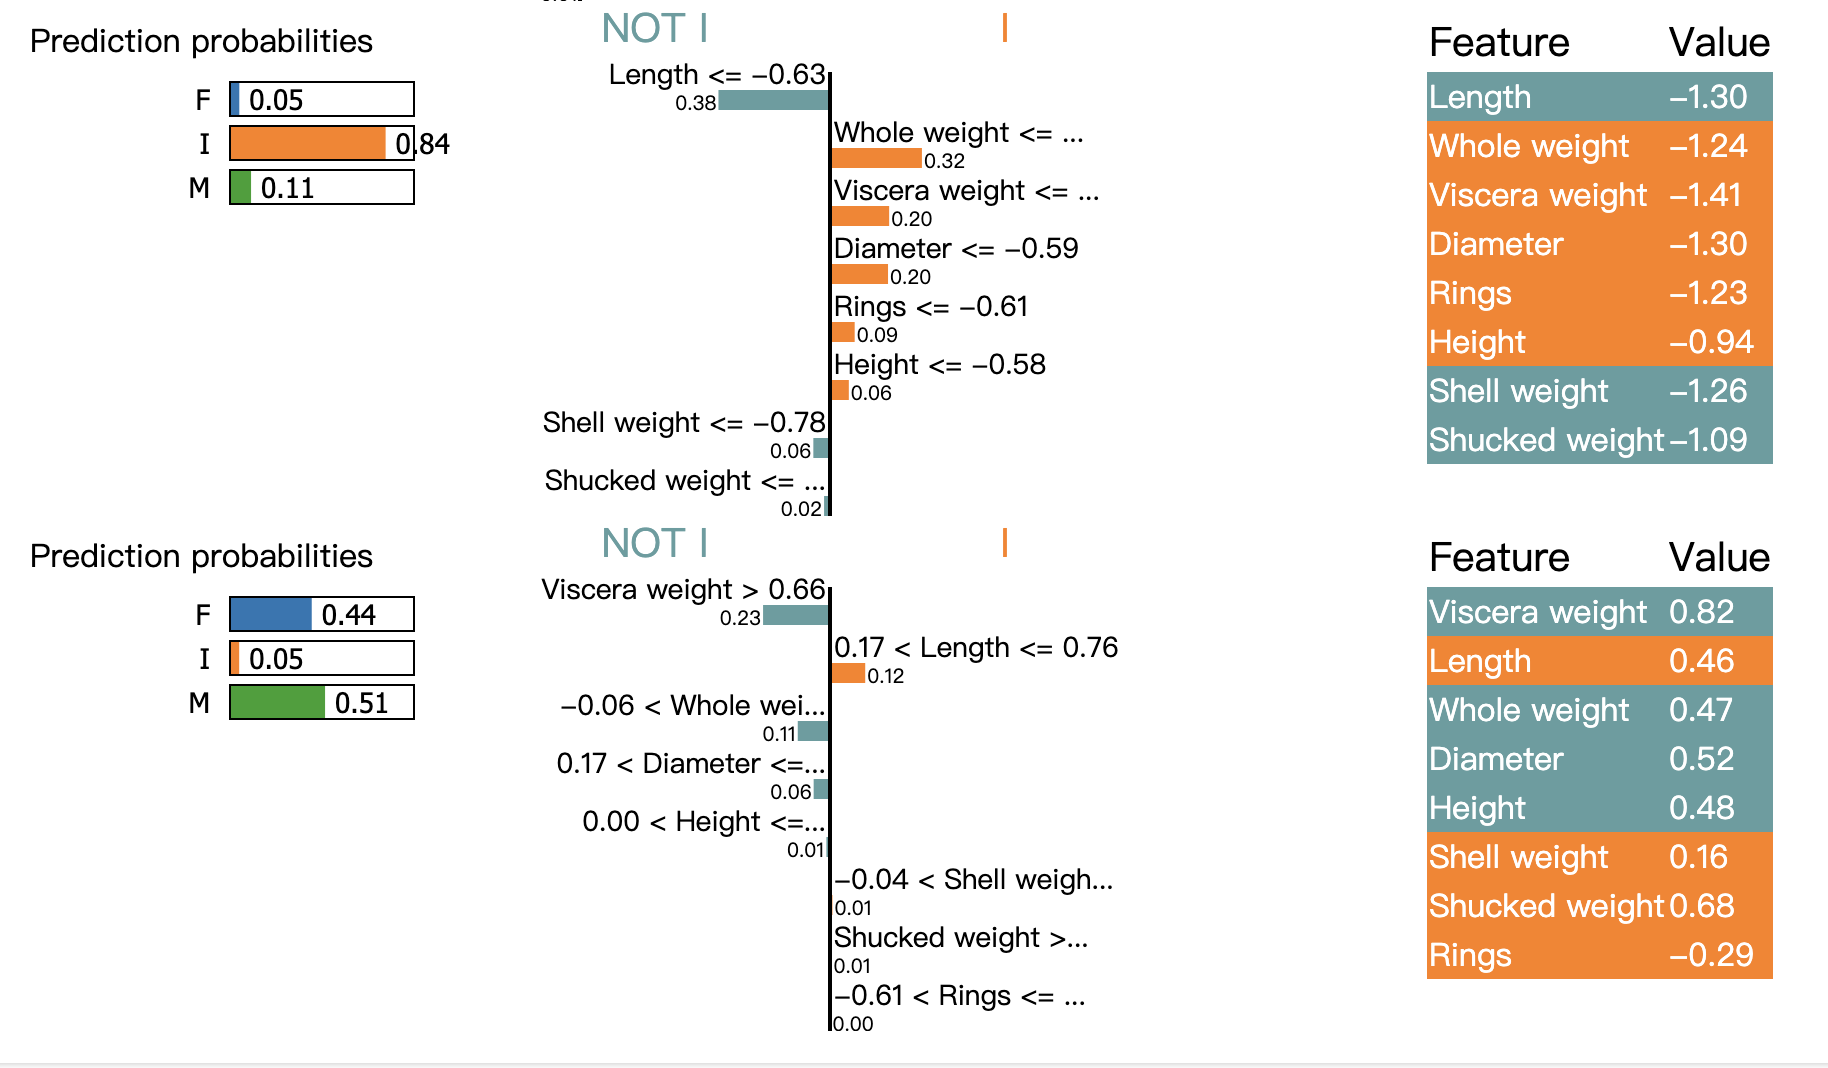 Prediction probabilities
F 0.05
I 0.84
M 0.11
NOT I I
Length <= −0.63
0.38
Whole weight <= ...
0.32
Viscera weight <= ...
0.20
Diameter <= −0.59
0.20
Rings <= −0.61
0.09
Height <= −0.58
0.06
Shell weight <= −0.78
0.06
Shucked weight <= ...
0.02
Feature Value
Length −1.30
Whole weight −1.24
Viscera weight −1.41
Diameter −1.30
Rings −1.23
Height −0.94
Shell weight −1.26
Shucked weight −1.09
Prediction probabilities
F 0.44
I 0.05
M 0.51
NOT I I
Viscera weight > 0.66
0.23
0.17 < Length <= 0.76
0.12
−0.06 < Whole wei...
0.11
0.17 < Diameter <=...
0.06
0.00 < Height <=...
0.01
−0.04 < Shell weigh...
0.01
Shucked weight >...
0.01
−0.61 < Rings <= ...
0.00
Feature Value
Viscera weight 0.82
Length 0.46
Whole weight 0.47
Diameter 0.52
Height 0.48
Shell weight 0.16
Shucked weight 0.68
Rings −0.29